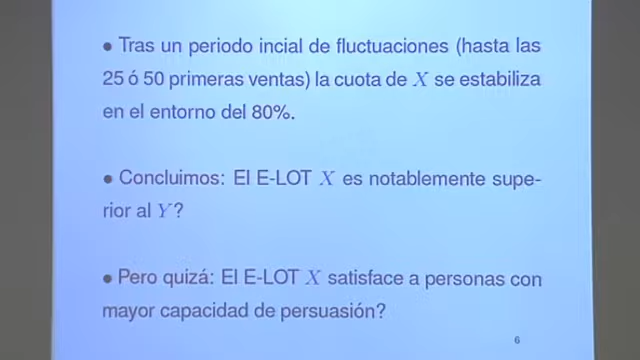 ● Tras un periodo incial de fluctuaciones (hasta las
25 ó 50 primeras ventas) la cuota de X se estabiliza
en el entorno del 80%.
● Concluimos: El E-LOT X es notablemente supe-
rior al Y?
● Pero quizá: El E-LOT X satisface a personas con
mayor capacidad de persuasión?
6